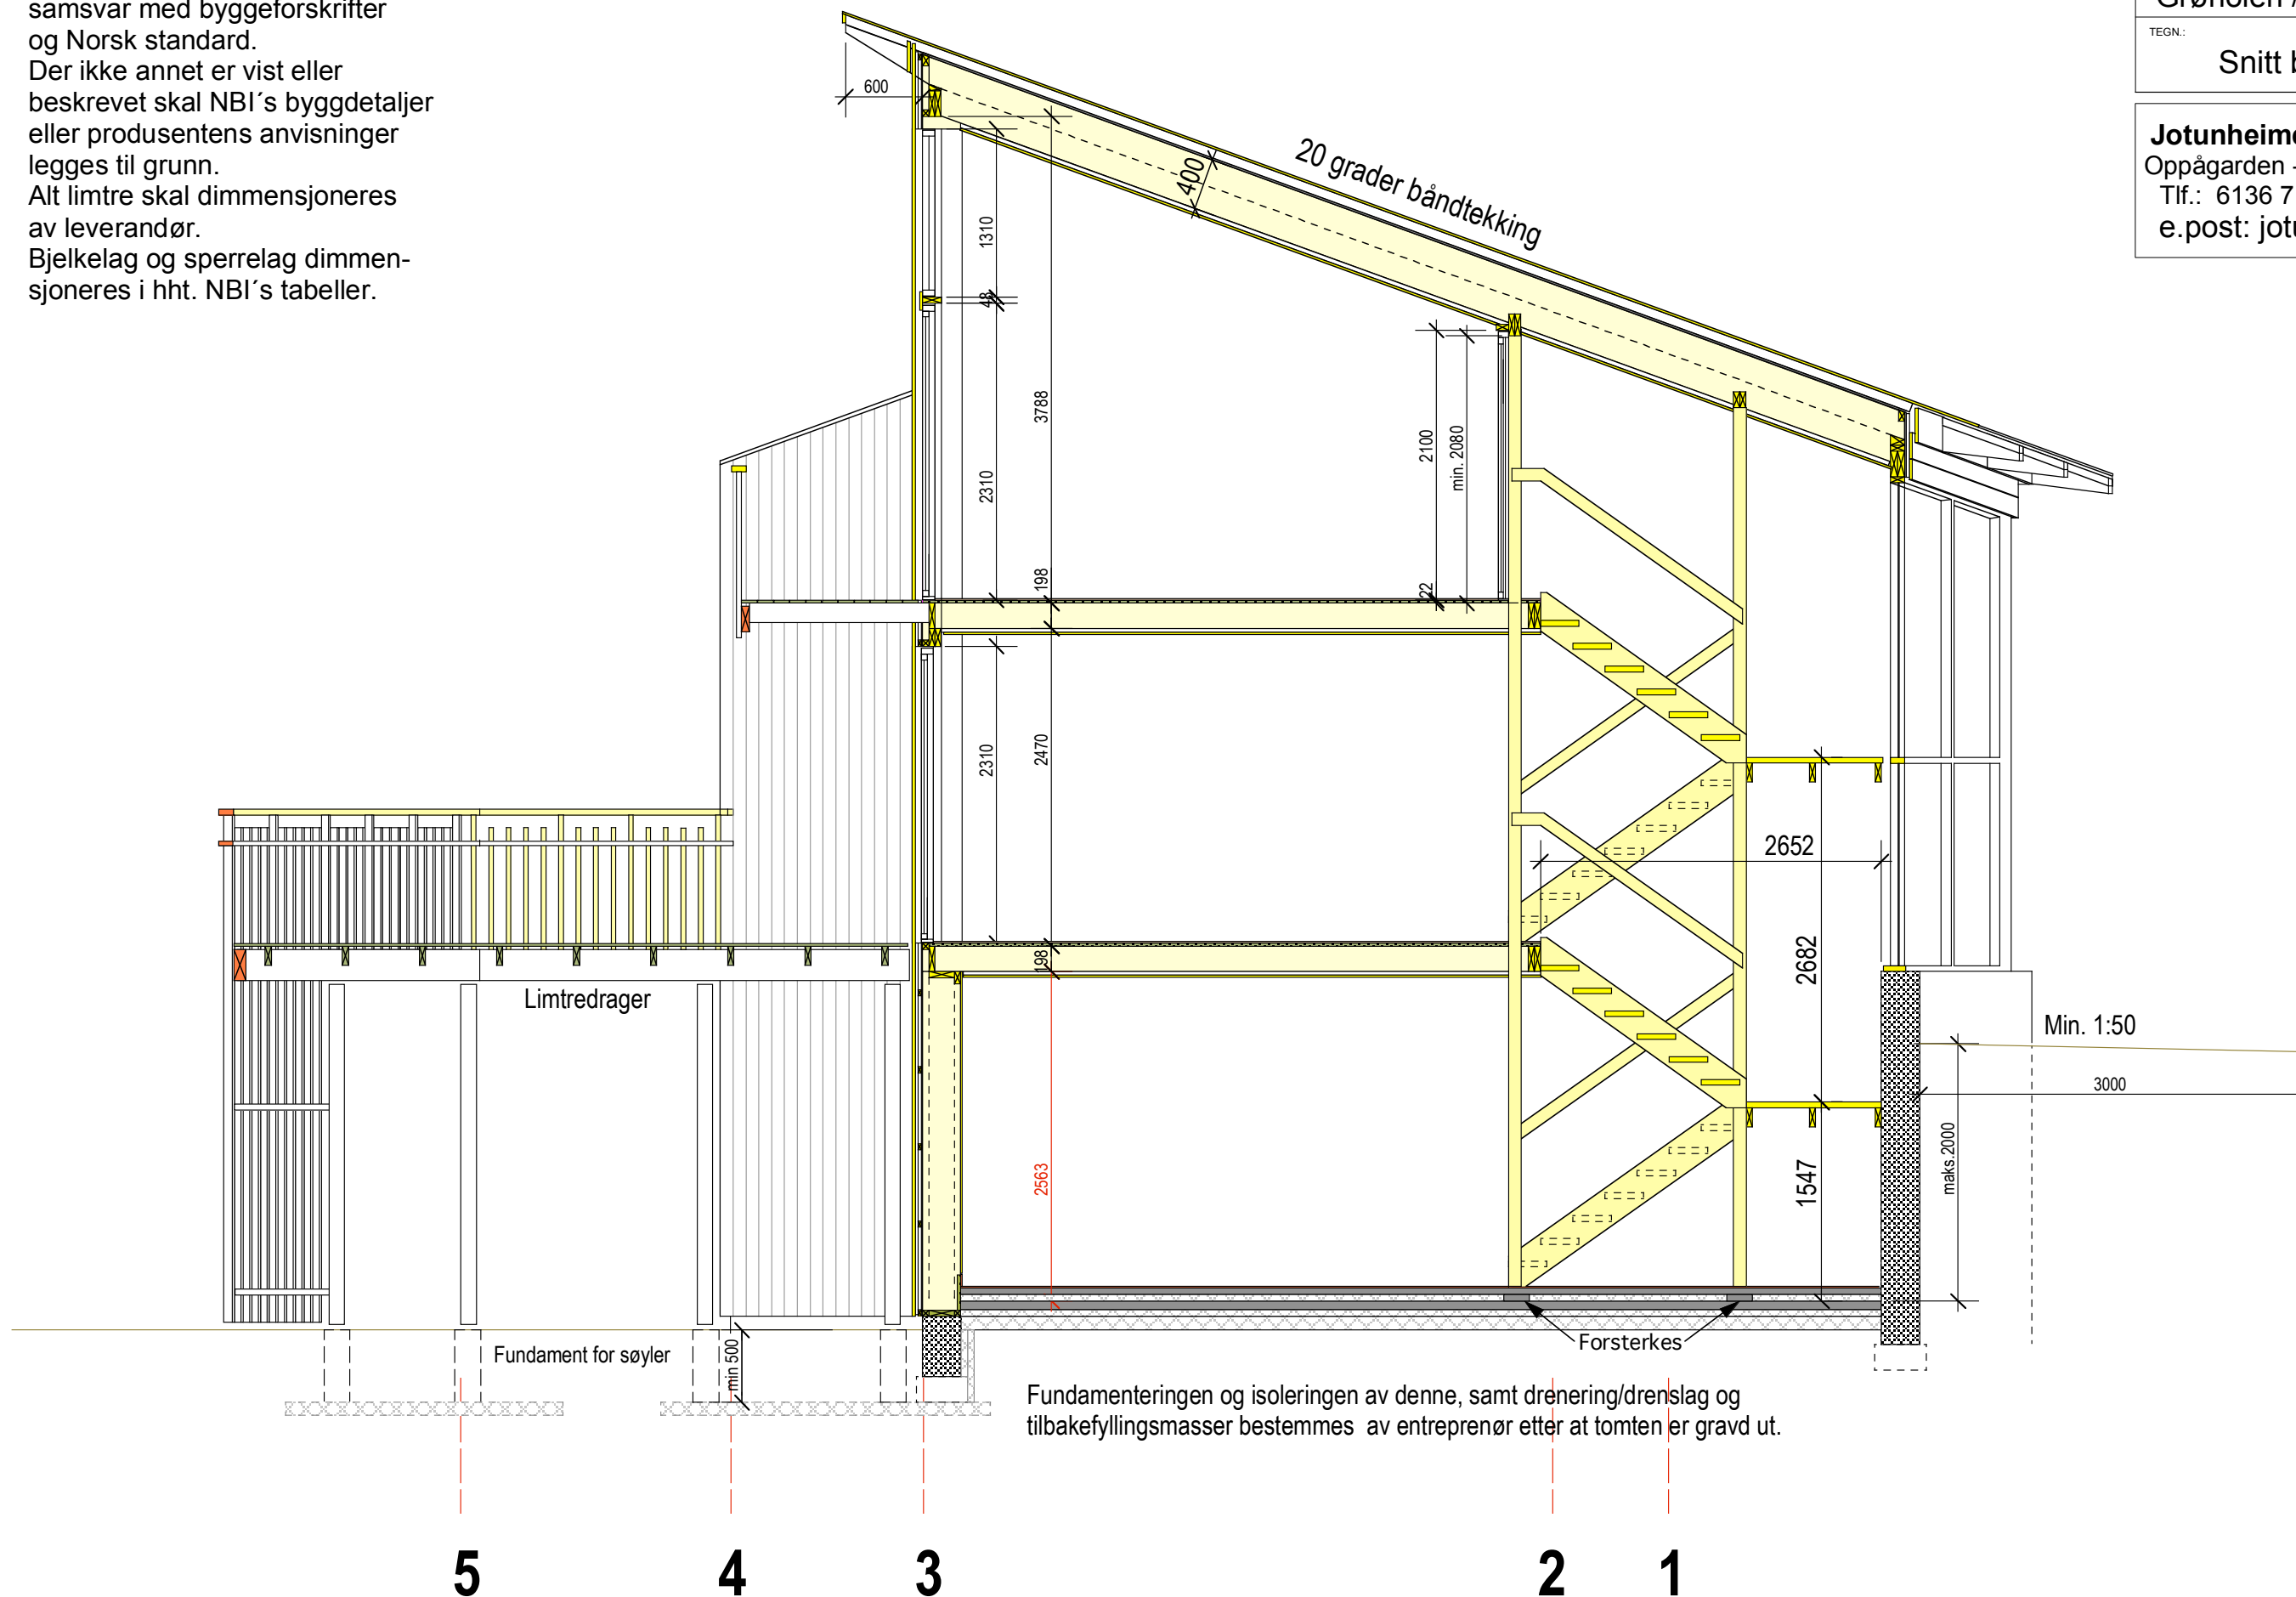 samsvar med byggeforskrifter
og Norsk standard.
Der ikke annet er vist eller
beskrevet skal NBI´s byggdetaljer
eller produsentens anvisninger
legges til grunn.
Alt limtre skal dimmensjoneres
av leverandør.
Bjelkelag og sperrelag dimmen-
sjoneres i hht. NBI´s tabeller.
TEGN.:
Snitt
Oppågarden -
Tlf.: 6136 7
e.post:
600
400
20 grader båndtekking
1310
48
3788
2310
198
2100
min. 2080
22
2310
2470
198
2652
2682
1547
2563
Limtredrager
Min. 1:50
3000
maks.2000
Forsterkes
Fundament for søyler
min 500
Fundamenteringen og isoleringen av denne, samt drenering/drenslag og
tilbakefyllingsmasser bestemmes av entreprenør etter at tomten er gravd ut.
5
4
3
2
1